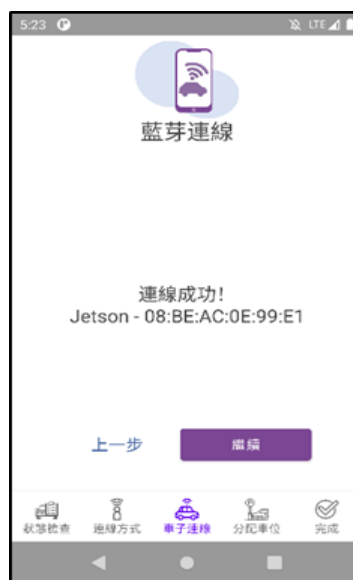 5:23
LTE
藍芽連線
連線成功!
Jetson - 08:BE:AC:0E:99:E1
上一步
繼續
狀態檢查
連線方式
車子連線
分配車位
完成